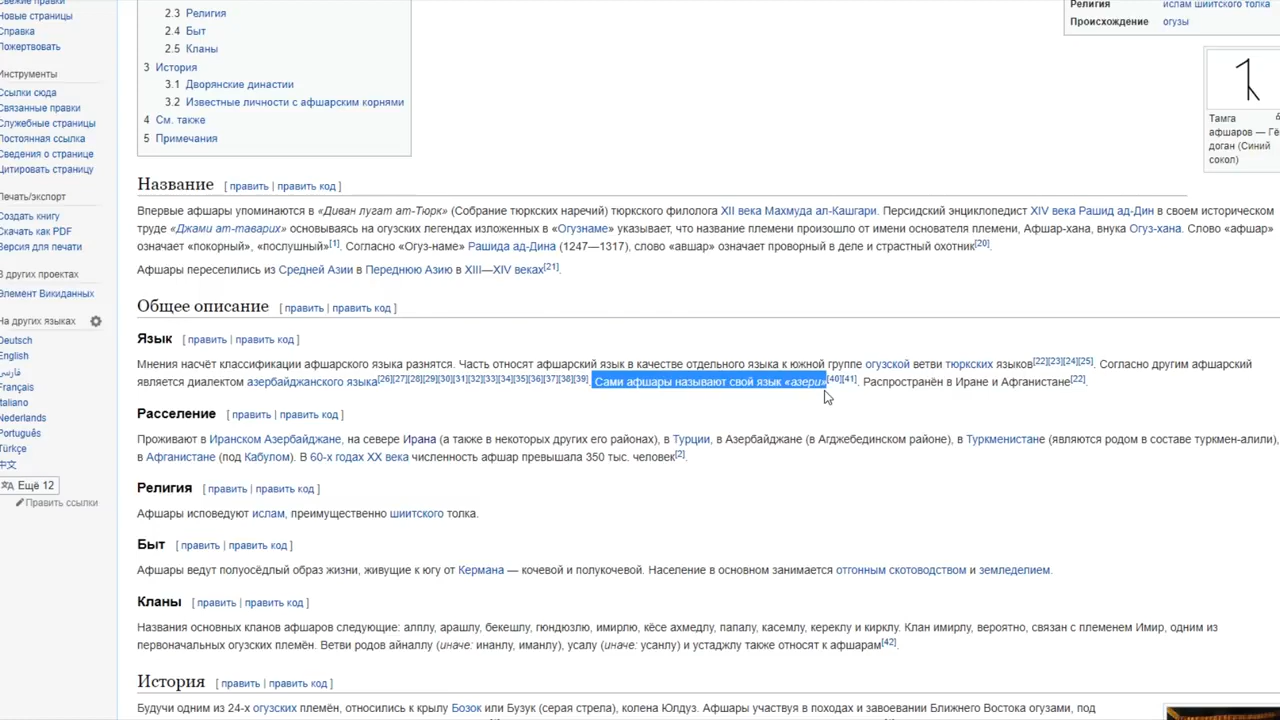 Свежие правки
Новые страницы
Справка
Пожертвовать
Инструменты
Ссылки сюда
Связанные правки
Служебные страницы
Постоянная ссылка
Сведения о странице
Цитировать страницу
Печать/экспорт
Создать книгу
Скачать как PDF
Версия для печати
В других проектах
Элемент Викиданных
На других языках
Deutsch
English
فارسی
Français
Italiano
Nederlands
Português
Türkçe
中文
Ещё 12
Править ссылки
2.3 Религия
2.4 Быт
2.5 Кланы
3 История
3.1 Дворянские династии
3.2 Известные личности с афшарским корнями
4 См. также
5 Примечания
Религия ислам шиитского толка
Происхождение огузы
Тамга
афшаров — Гё
доган (Синий
сокол)
Название [ править | править код ]
Впервые афшары упоминаются в «Диван лугат ат-Тюрк» (Собрание тюркских наречий) тюркского филолога XII века Махмуда ал-Кашгари. Персидский энциклопедист XIV века Рашид ад-Дин в своем историческом
труде «Джами ат-таварих» основываясь на огузских легендах изложенных в «Огузнаме» указывает, что название племени произошло от имени основателя племени, Афшар-хана, внука Огуз-хана. Слово «афшар»
означает «покорный», «послушный»[1]. Согласно «Огуз-наме» Рашида ад-Дина (1247—1317), слово «авшар» означает проворный в деле и страстный охотник[20].
Афшары переселились из Средней Азии в Переднюю Азию в XIII—XIV веках[21].
Общее описание [ править | править код ]
Язык [ править | править код ]
Мнения насчёт классификации афшарского языка разнятся. Часть относят афшарский язык в качестве отдельного языка к южной группе огузской ветви тюркских языков[22][23][24][25]. Согласно другим афшарский
является диалектом азербайджанского языка[26][27][28][29][30][31][32][33][34][35][36][37][38][39]. Сами афшары называют свой язык «азери»[40][41]. Распространён в Иране и Афганистане[22].
Расселение [ править | править код ]
Проживают в Иранском Азербайджане, на севере Ирана (а также в некоторых других его районах), в Турции, в Азербайджане (в Агджебединском районе), в Туркменистане (являются родом в составе туркмен-алили),
в Афганистане (под Кабулом). В 60-х годах XX века численность афшар превышала 350 тыс. человек[2].
Религия [ править | править код ]
Афшары исповедуют ислам, преимущественно шиитского толка.
Быт [ править | править код ]
Афшары ведут полуосёдлый образ жизни, живущие к югу от Кермана — кочевой и полукочевой. Население в основном занимается отгонным скотоводством и земледелием.
Кланы [ править | править код ]
Названия основных кланов афшаров следующие: алплу, арашлу, бекешлу, гюндюзлю, имирлю, кёсе ахмедлу, папалу, касемлу, кереклу и кирклу. Клан имирлу, вероятно, связан с племенем Имир, одним из
первоначальных огузских племён. Ветви родов айналлу (иначе: инанлу, иманлу), усалу (иначе: усанлу) и устаджлу также относят к афшарам[42].
История [ править | править код ]
Будучи одним из 24-х огузских племён, относились к крылу Бозок или Бузук (серая стрела), колена Юлдуз. Афшары участвуя в походах и завоевании Ближнего Востока огузами, под